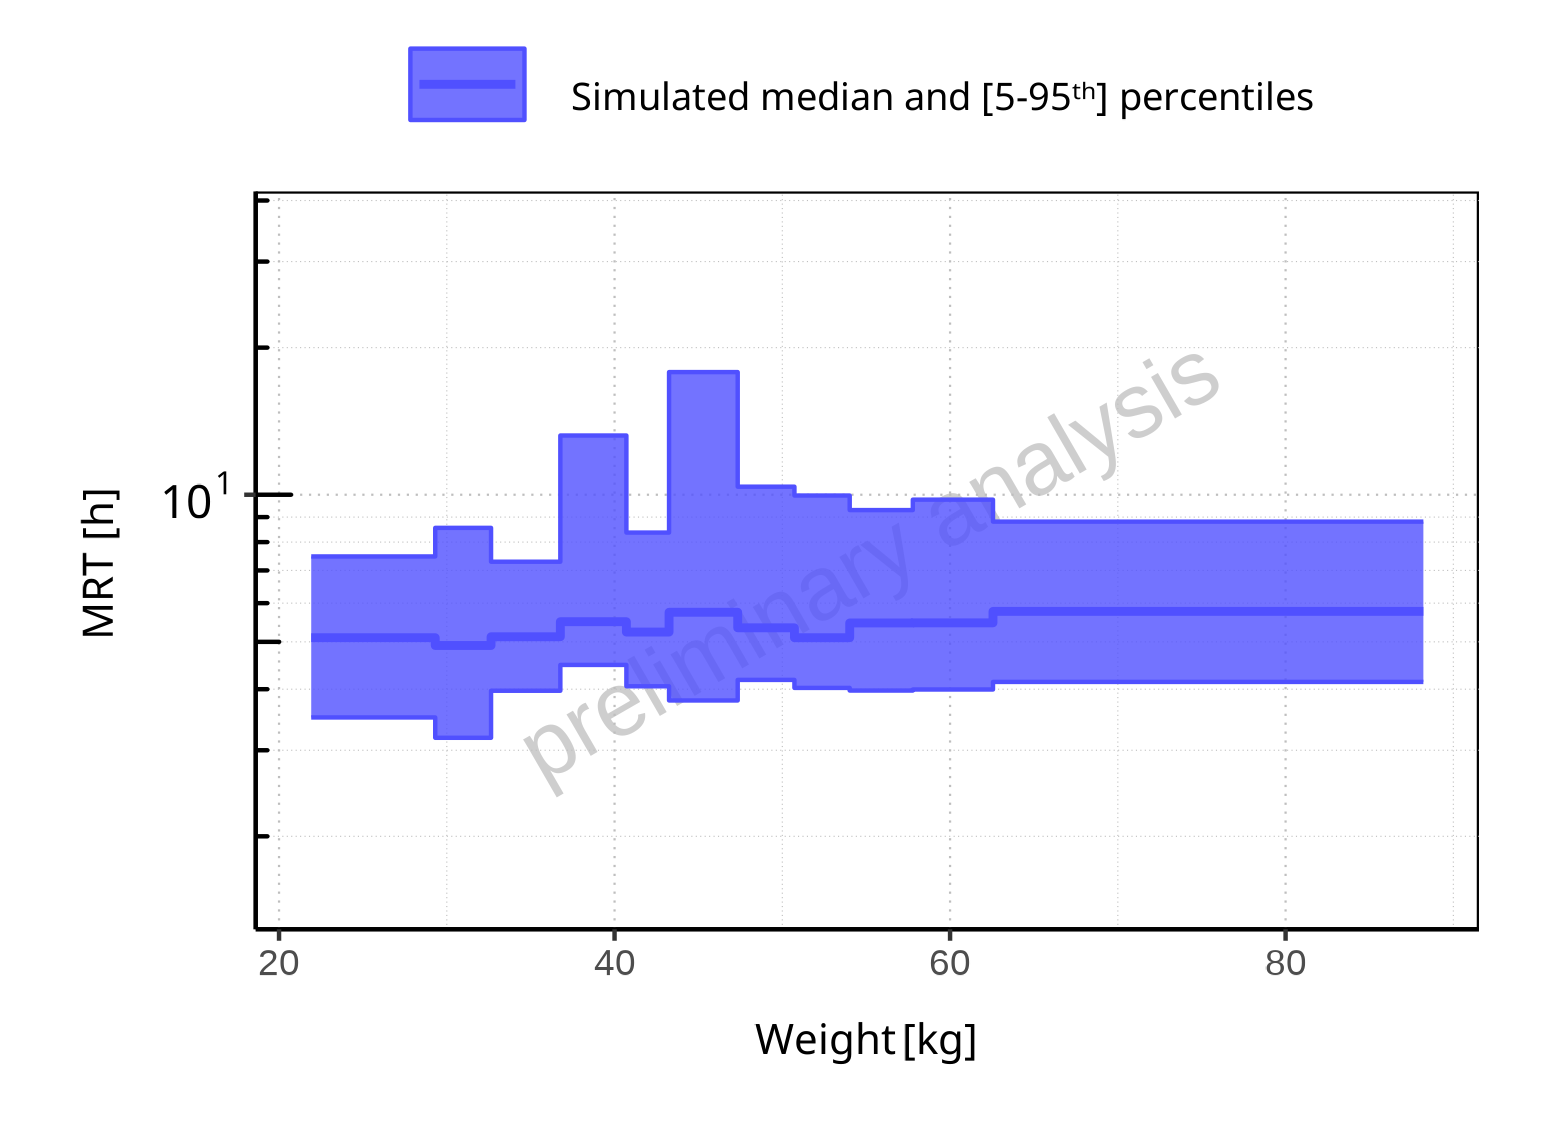 Simulated median and [5-95ᵗʰ] percentiles
MRT [h]
10¹
preliminary analysis
20 40 60 80
Weight [kg]